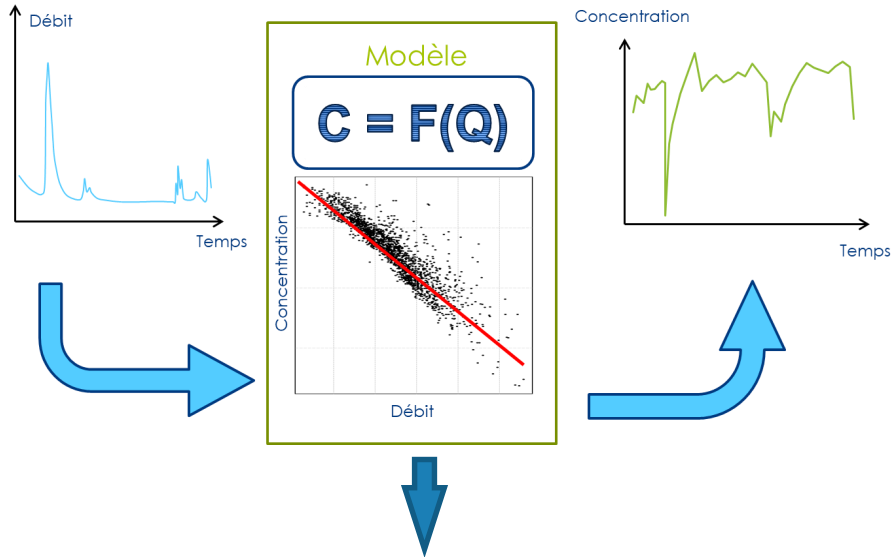 Débit
Temps
Modèle
C = F(Q)
Concentration
Débit
Concentration
Temps